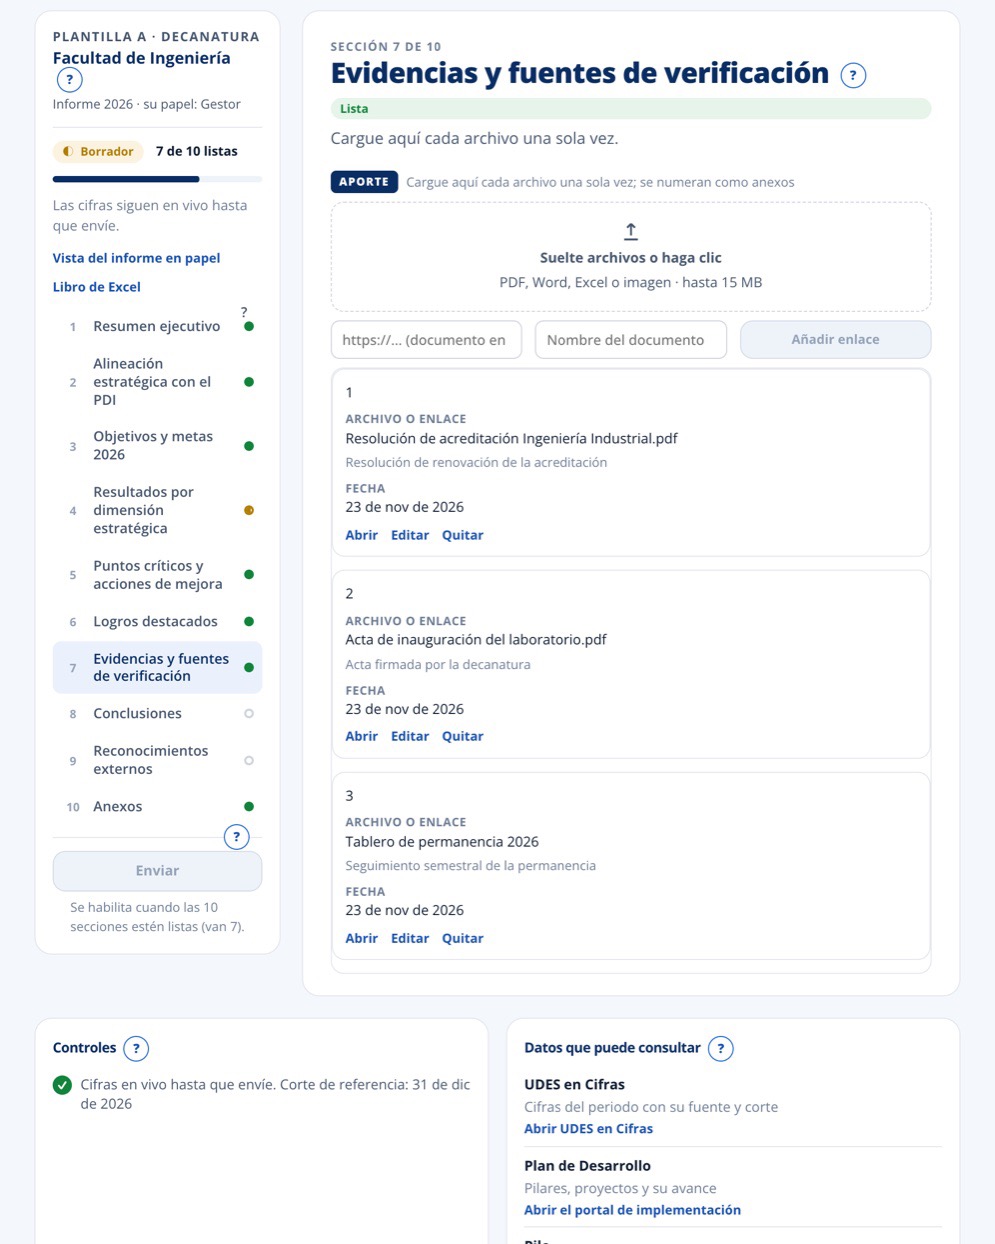 PLANTILLA A · DECANATURA
Facultad de Ingeniería
?
Informe 2026 · su papel: Gestor
Borrador
7 de 10 listas
Las cifras siguen en vivo hasta
que envíe.
Vista del informe en papel
Libro de Excel
?
1 Resumen ejecutivo
2 Alineación
estratégica con el
PDI
3 Objetivos y metas
2026
4 Resultados por
dimensión
estratégica
5 Puntos críticos y
acciones de mejora
6 Logros destacados
7 Evidencias y fuentes
de verificación
8 Conclusiones
9 Reconocimientos
externos
10 Anexos
?
Enviar
Se habilita cuando las 10
secciones estén listas (van 7).
SECCIÓN 7 DE 10
Evidencias y fuentes de verificación ?
Lista
Cargue aquí cada archivo una sola vez.
APORTE Cargue aquí cada archivo una sola vez; se numeran como anexos
Suelte archivos o haga clic
PDF, Word, Excel o imagen · hasta 15 MB
https://... (documento en
Nombre del documento
Añadir enlace
1
ARCHIVO O ENLACE
Resolución de acreditación Ingeniería Industrial.pdf
Resolución de renovación de la acreditación
FECHA
23 de nov de 2026
Abrir Editar Quitar
2
ARCHIVO O ENLACE
Acta de inauguración del laboratorio.pdf
Acta firmada por la decanatura
FECHA
23 de nov de 2026
Abrir Editar Quitar
3
ARCHIVO O ENLACE
Tablero de permanencia 2026
Seguimiento semestral de la permanencia
FECHA
23 de nov de 2026
Abrir Editar Quitar
Controles ?
Cifras en vivo hasta que envíe. Corte de referencia: 31 de dic
de 2026
Datos que puede consultar ?
UDES en Cifras
Cifras del periodo con su fuente y corte
Abrir UDES en Cifras
Plan de Desarrollo
Pilares, proyectos y su avance
Abrir el portal de implementación